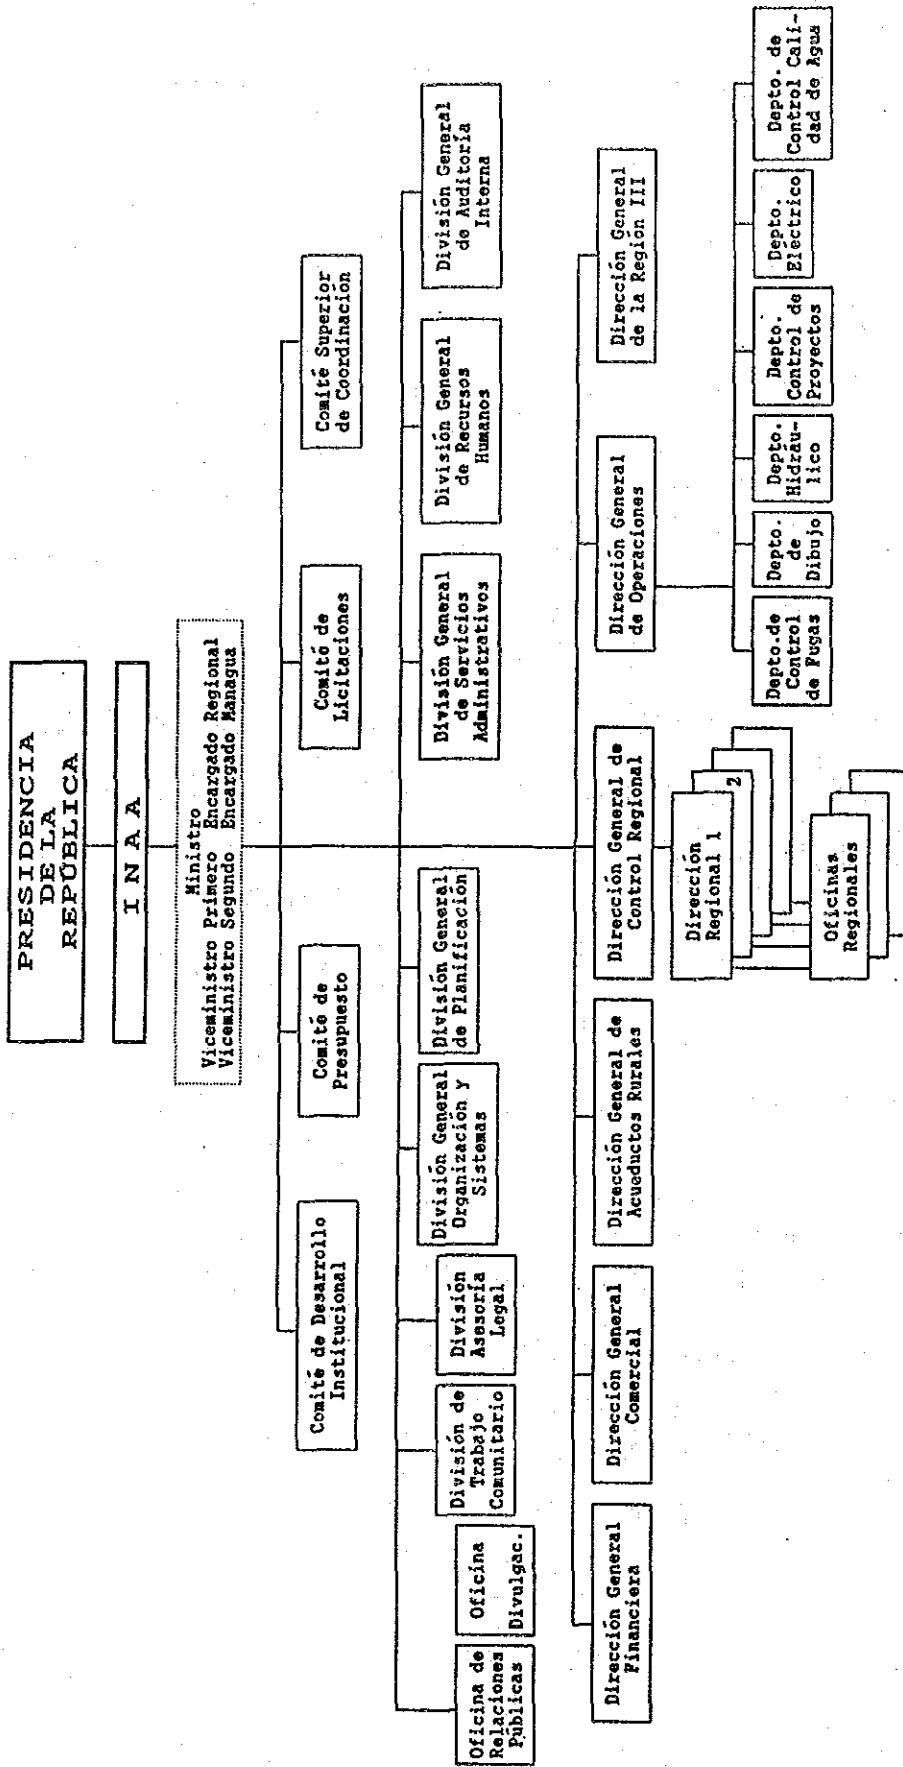 PRESIDENCIA
DE LA
REPÚBLICA
I N A A
Ministro
Viceministro Primero Encargado Regional
Viceministro Segundo Encargado Managua
Comité de Desarrollo
Institucional
Comité de
Presupuesto
Comité de
Licitaciones
Comité Superior
de Coordinación
Oficina de
Relaciones
Públicas
Oficina
Divulgac.
División de
Trabajo
Comunitario
División
Asesoría
Legal
División General
Organización y
Sistemas
División General
de Planificación
División General
de Servicios
Administrativos
División General
de Recursos
Humanos
División General
de Auditoría
Interna
Dirección General
Financiera
Dirección General
Comercial
Dirección General de
Acueductos Rurales
Dirección General de
Control Regional
Dirección General
de Operaciones
Dirección General
de la Región III
Dirección
Regional 1
2
Oficinas
Regionales
Depto.de
Control
de Fugas
Depto.
de
Dibujo
Depto.
Hidráu-
lico
Depto.
Control de
Proyectos
Depto.
Eléctrico
Depto. de
Control Cali-
dad de Agua